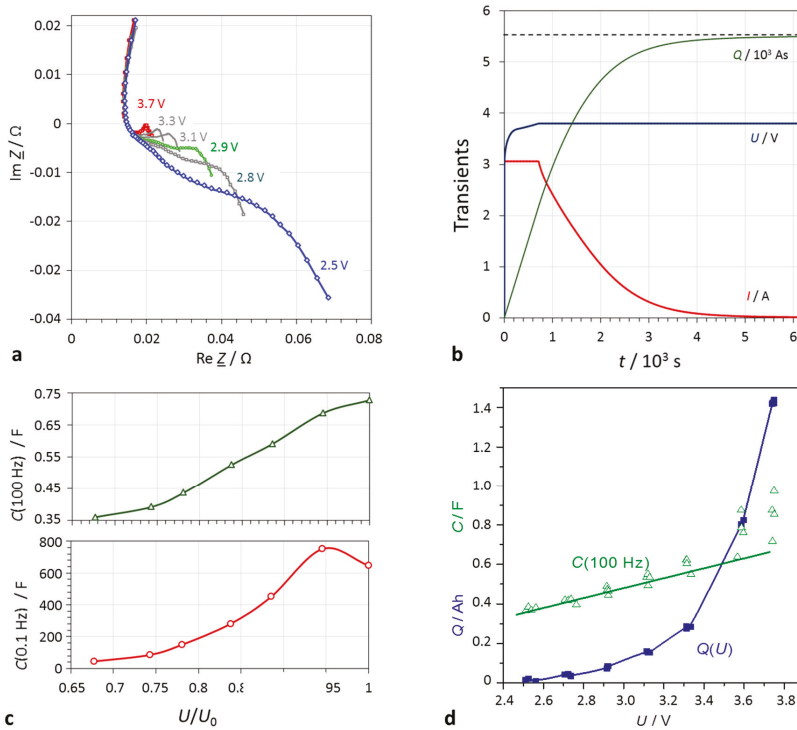 0.02
0.01
0
-0.01
-0.02
-0.02
-0.04
Im Z / Ω
3.7 V
3.3 V
3.1 V
2.9 V
2.8 V
2.5 V
0
0.02
0.04
0.06
0.08
Re Z / Ω
a
6
5
4
3
2
1
0
Transients
Q / 10³ As
U / V
I / A
0
1
2
3
4
5
6
t / 10³ s
b
0.75
0.65
0.55
0.45
0.35
C(100 Hz) / F
800
600
400
200
0
C(0.1 Hz) / F
0.65
0.7
0.75
0.8
0.8
95
1
U/U₀
c
1.4
1.2
1.0
0.8
0.6
0.4
0.2
0
C / F
Q / Ah
C(100 Hz)
Q(U)
2.4
2.6
2.8
3.0
3.2
3.4
3.6
3.8
U / V
d